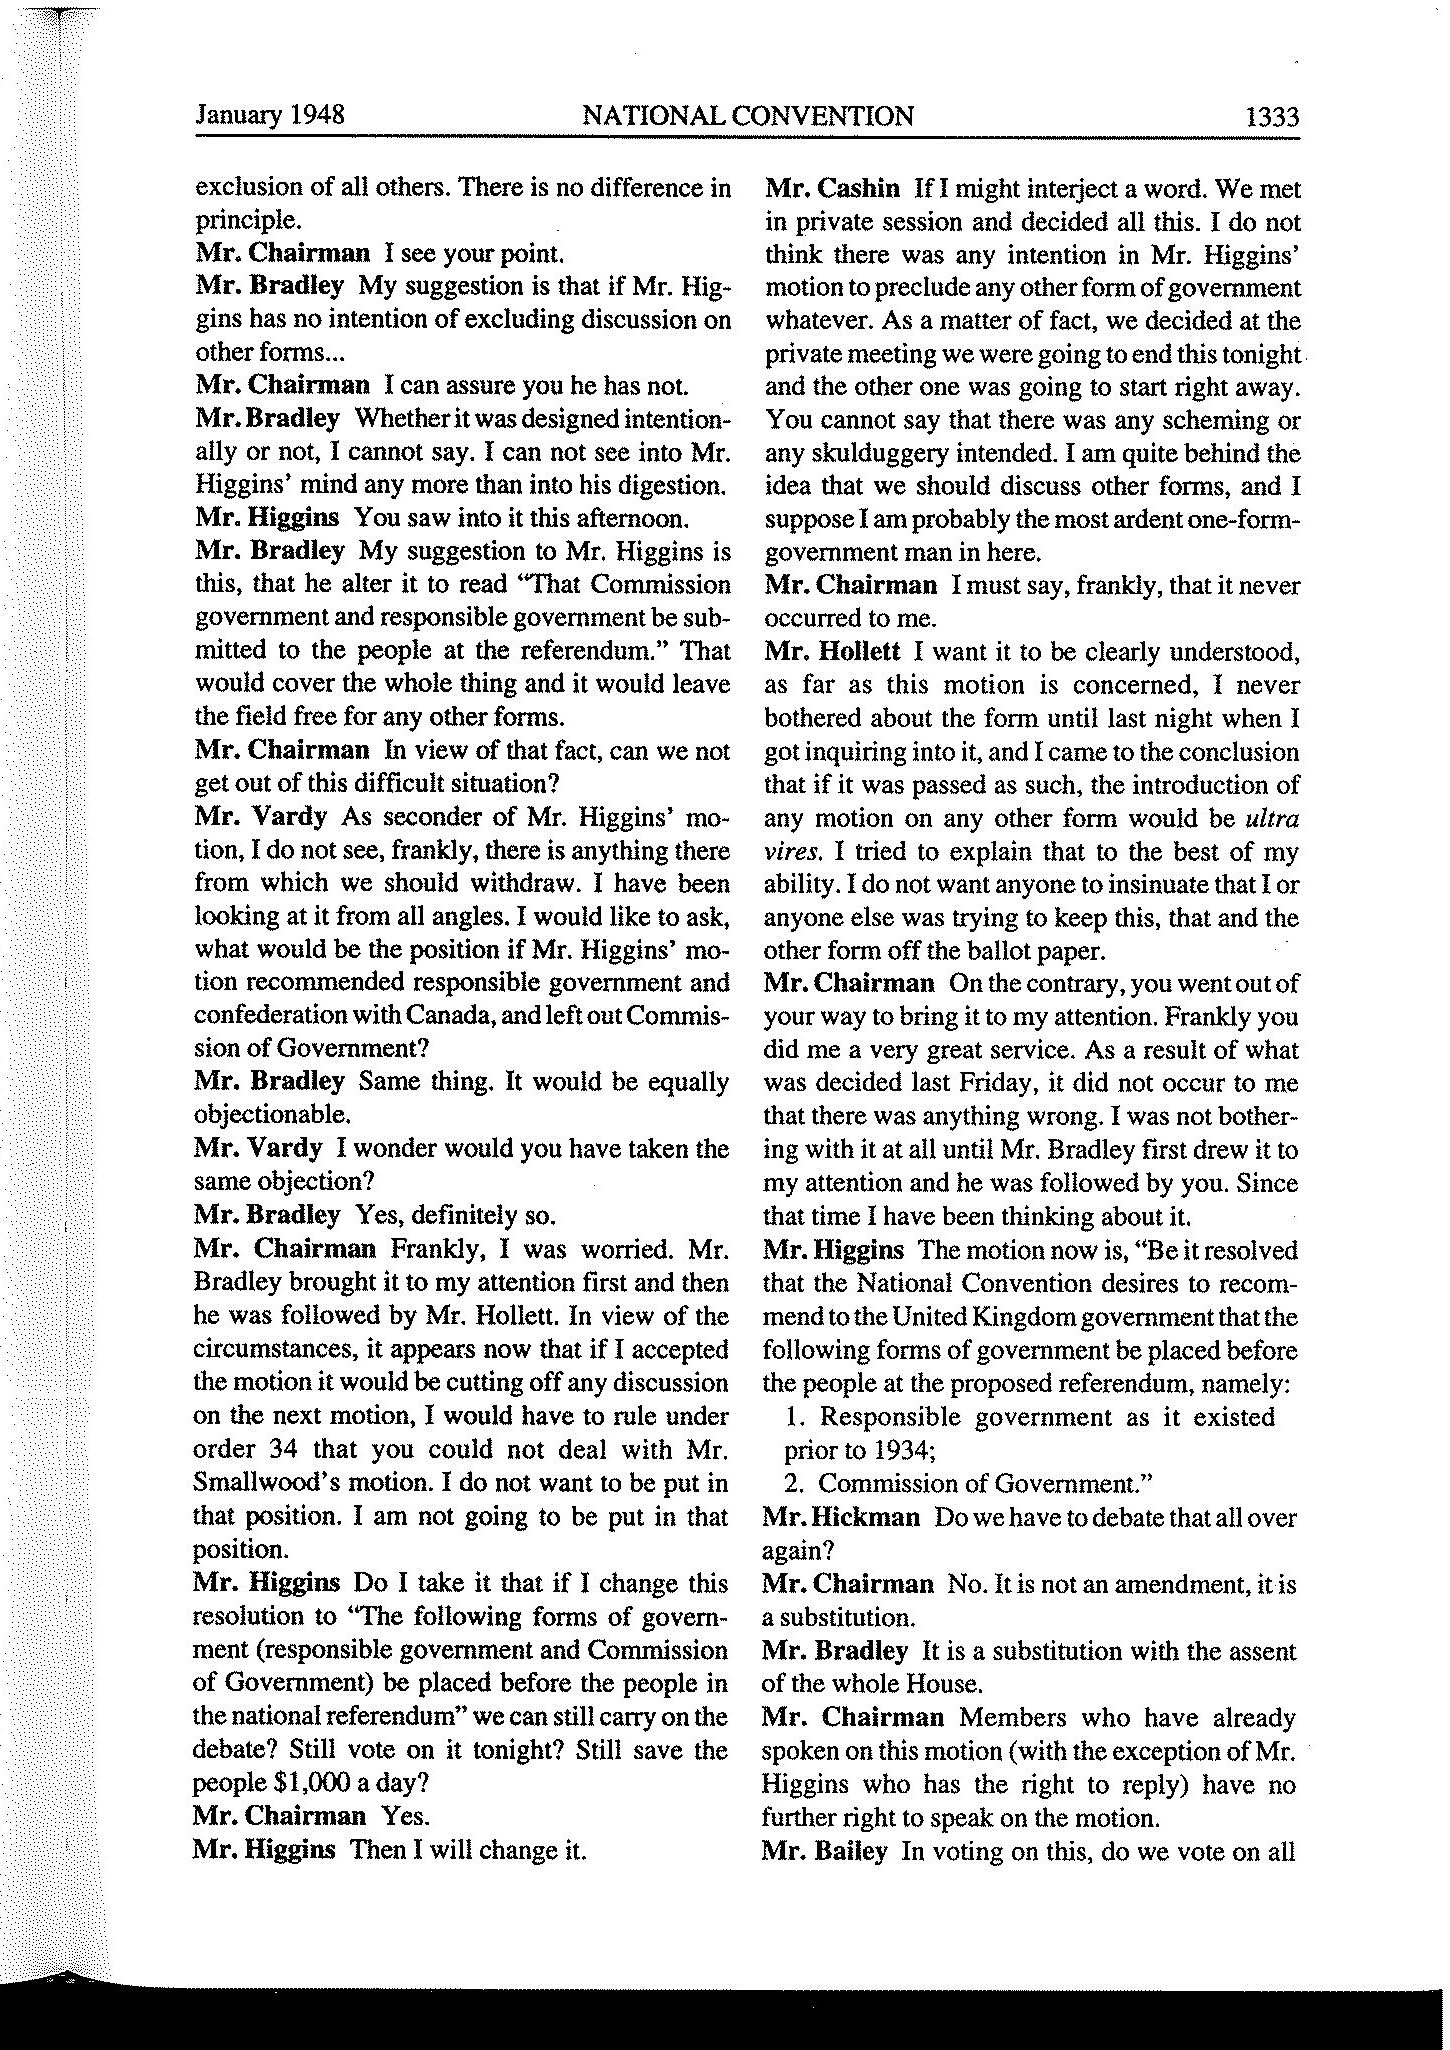 January 1948 NATIONAL CONVENTION 1333
exclusion of all others. There is no difference in
principle.
Mr. Chairman I see your point.
Mr. Bradley My suggestion is that if Mr. Hig-
gins has no intention of excluding discussion on
other forms...
Mr. Chairman I can assure you he has not.
Mr. Bradley Whether it was designed intention-
ally or not, I cannot say. I can not see into Mr.
Higgins' mind any more than into his digestion.
Mr. Higgins You saw into it this afternoon.
Mr. Bradley My suggestion to Mr. Higgins is
this, that he alter it to read "That Commission
government and responsible government be sub-
mitted to the people at the referendum." That
would cover the whole thing and it would leave
the field free for any other forms.
Mr. Chairman In view of that fact, can we not
get out of this difficult situation?
Mr. Vardy As seconder of Mr. Higgins' mo-
tion, I do not see, frankly, there is anything there
from which we should withdraw. I have been
looking at it from all angles. I would like to ask,
what would be the position if Mr. Higgins' mo-
tion recommended responsible government and
confederation with Canada, and left out Commis-
sion of Government?
Mr. Bradley Same thing. It would be equally
objectionable.
Mr. Vardy I wonder would you have taken the
same objection?
Mr. Bradley Yes, definitely so.
Mr. Chairman Frankly, I was worried. Mr.
Bradley brought it to my attention first and then
he was followed by Mr. Hollett. In view of the
circumstances, it appears now that if I accepted
the motion it would be cutting off any discussion
on the next motion, I would have to rule under
order 34 that you could not deal with Mr.
Smallwood's motion. I do not want to be put in
that position. I am not going to be put in that
position.
Mr. Higgins Do I take it that if I change this
resolution to "The following forms of govern-
ment (responsible government and Commission
of Government) be placed before the people in
the national referendum" we can still carry on the
debate? Still vote on it tonight? Still save the
people $1,000 a day?
Mr. Chairman Yes.
Mr. Higgins Then I will change it.
Mr. Cashin If I might interject a word. We met
in private session and decided all this. I do not
think there was any intention in Mr. Higgins'
motion to preclude any other form of government
whatever. As a matter of fact, we decided at the
private meeting we were going to end this tonight
and the other one was going to start right away.
You cannot say that there was any scheming or
any skulduggery intended. I am quite behind the
idea that we should discuss other forms, and I
suppose I am probably the most ardent one-form-
government man in here.
Mr. Chairman I must say, frankly, that it never
occurred to me.
Mr. Hollett I want it to be clearly understood,
as far as this motion is concerned, I never
bothered about the form until last night when I
got inquiring into it, and I came to the conclusion
that if it was passed as such, the introduction of
any motion on any other form would be ultra
vires. I tried to explain that to the best of my
ability. I do not want anyone to insinuate that I or
anyone else was trying to keep this, that and the
other form off the ballot paper.
Mr. Chairman On the contrary, you went out of
your way to bring it to my attention. Frankly you
did me a very great service. As a result of what
was decided last Friday, it did not occur to me
that there was anything wrong. I was not bother-
ing with it at all until Mr. Bradley first drew it to
my attention and he was followed by you. Since
that time I have been thinking about it.
Mr. Higgins The motion now is, "Be it resolved
that the National Convention desires to recom-
mend to the United Kingdom government that the
following forms of government be placed before
the people at the proposed referendum, namely:
1. Responsible government as it existed
prior to 1934;
2. Commission of Government."
Mr. Hickman Do we have to debate that all over
again?
Mr. Chairman No. It is not an amendment, it is
a substitution.
Mr. Bradley It is a substitution with the assent
of the whole House.
Mr. Chairman Members who have already
spoken on this motion (with the exception of Mr.
Higgins who has the right to reply) have no
further right to speak on the motion.
Mr. Bailey In voting on this, do we vote on all